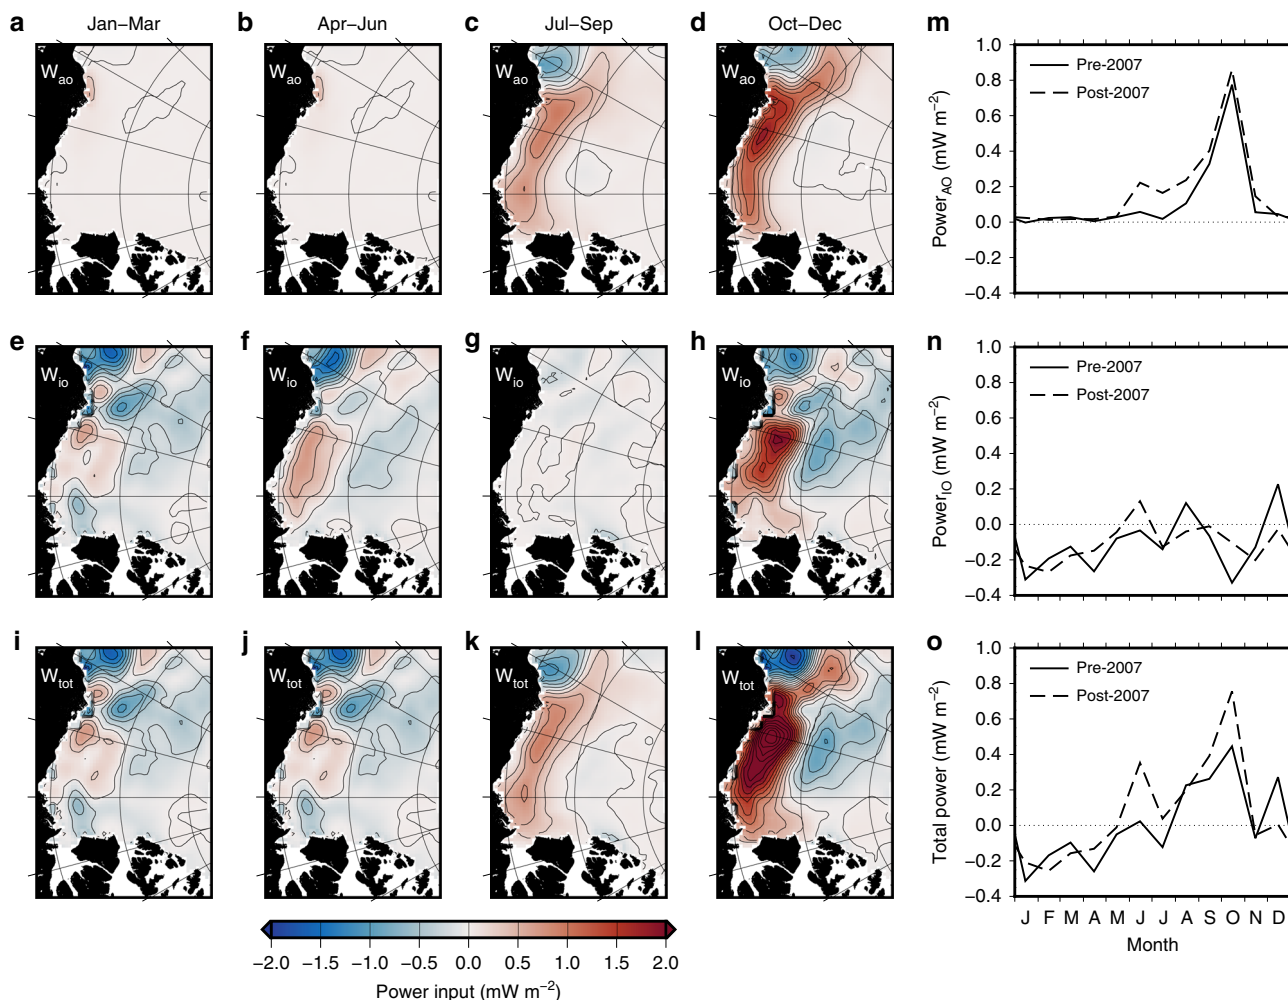 a Jan–Mar b Apr–Jun c Jul–Sep d Oct–Dec m
W_ao W_ao W_ao W_ao
1.0
0.8
0.6
0.4
0.2
0.0
−0.2
−0.4
Power_AO (mW m⁻²)
Pre-2007
Post-2007
e f g h n
W_io W_io W_io W_io
1.0
0.8
0.6
0.4
0.2
0.0
−0.2
−0.4
Power_IO (mW m⁻²)
Pre-2007
Post-2007
i j k l o
W_tot W_tot W_tot W_tot
1.0
0.8
0.6
0.4
0.2
0.0
−0.2
−0.4
Total power (mW m⁻²)
Pre-2007
Post-2007
J F M A M J J A S O N D
Month
−2.0 −1.5 −1.0 −0.5 0.0 0.5 1.0 1.5 2.0
Power input (mW m⁻²)